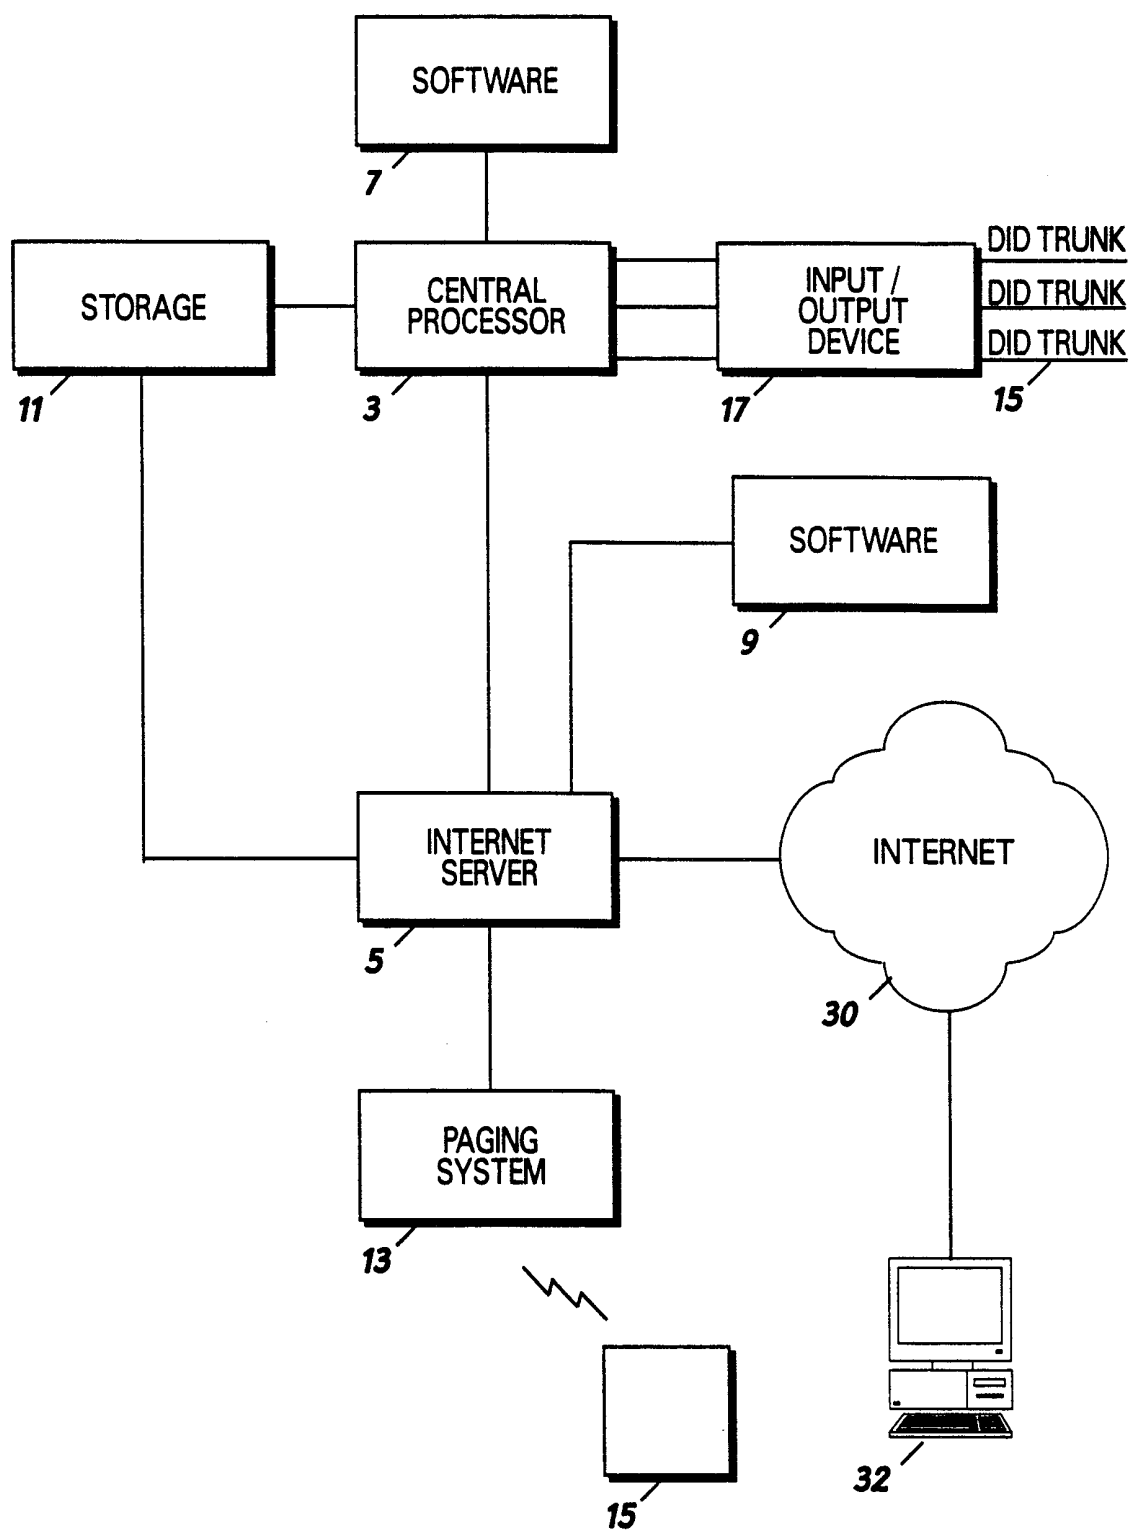 SOFTWARE
7
STORAGE
11
CENTRAL
PROCESSOR
3
INPUT /
OUTPUT
DEVICE
17
DID TRUNK
DID TRUNK
DID TRUNK
15
SOFTWARE
9
INTERNET
SERVER
5
INTERNET
30
PAGING
SYSTEM
13
15
32